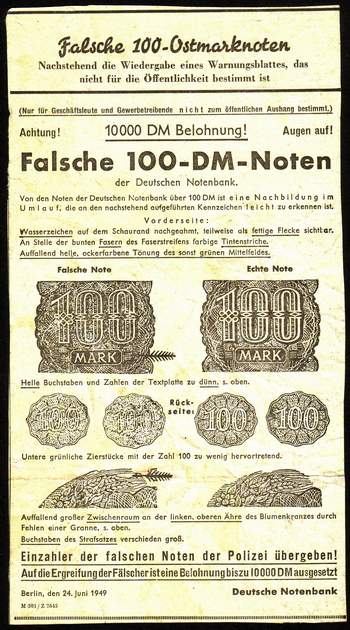 Falsche 100-Ostmarknoten
Nachstehend die Wiedergabe eines Warnungsblattes, das
nicht für die Öffentlichkeit bestimmt ist
(Nur für Geschäftsleute und Gewerbetreibende nicht zum öffentlichen Aushang bestimmt.)
Achtung! 10000 DM Belohnung! Augen auf!
Falsche 100-DM-Noten
der Deutschen Notenbank.
Von den Noten der Deutschen Notenbank über 100 DM ist eine Nachbildung im
Umlauf, die an den nachstehend aufgeführten Kennzeichen leicht zu erkennen ist.
Vorderseite:
Wasserzeichen auf dem Schaurand nachgeahmt, teilweise als fettige Flecke sichtbar.
An Stelle der bunten Fasern des Faserstreifens farbige Tintenstriche.
Auffallend helle, ockerfarbene Tönung des sonst grünen Mittelfeldes.
Falsche Note Echte Note
100 100
MARK MARK
Helle Buchstaben und Zahlen der Textplatte zu dünn, s. oben.
Rück-
seite:
100 100
Untere grünliche Zierstücke mit der Zahl 100 zu wenig hervortretend.
Auffallend großer Zwischenraum an der linken, oberen Ähre des Blumenkranzes durch
Fehlen einer Granne, s. oben.
Buchstaben des Strafsatzes verschieden groß.
Einzahler der falschen Noten der Polizei übergeben!
Auf die Ergreifung der Fälscher ist eine Belohnung bis zu 10000 DM ausgesetzt
Berlin, den 24. Juni 1949 Deutsche Notenbank